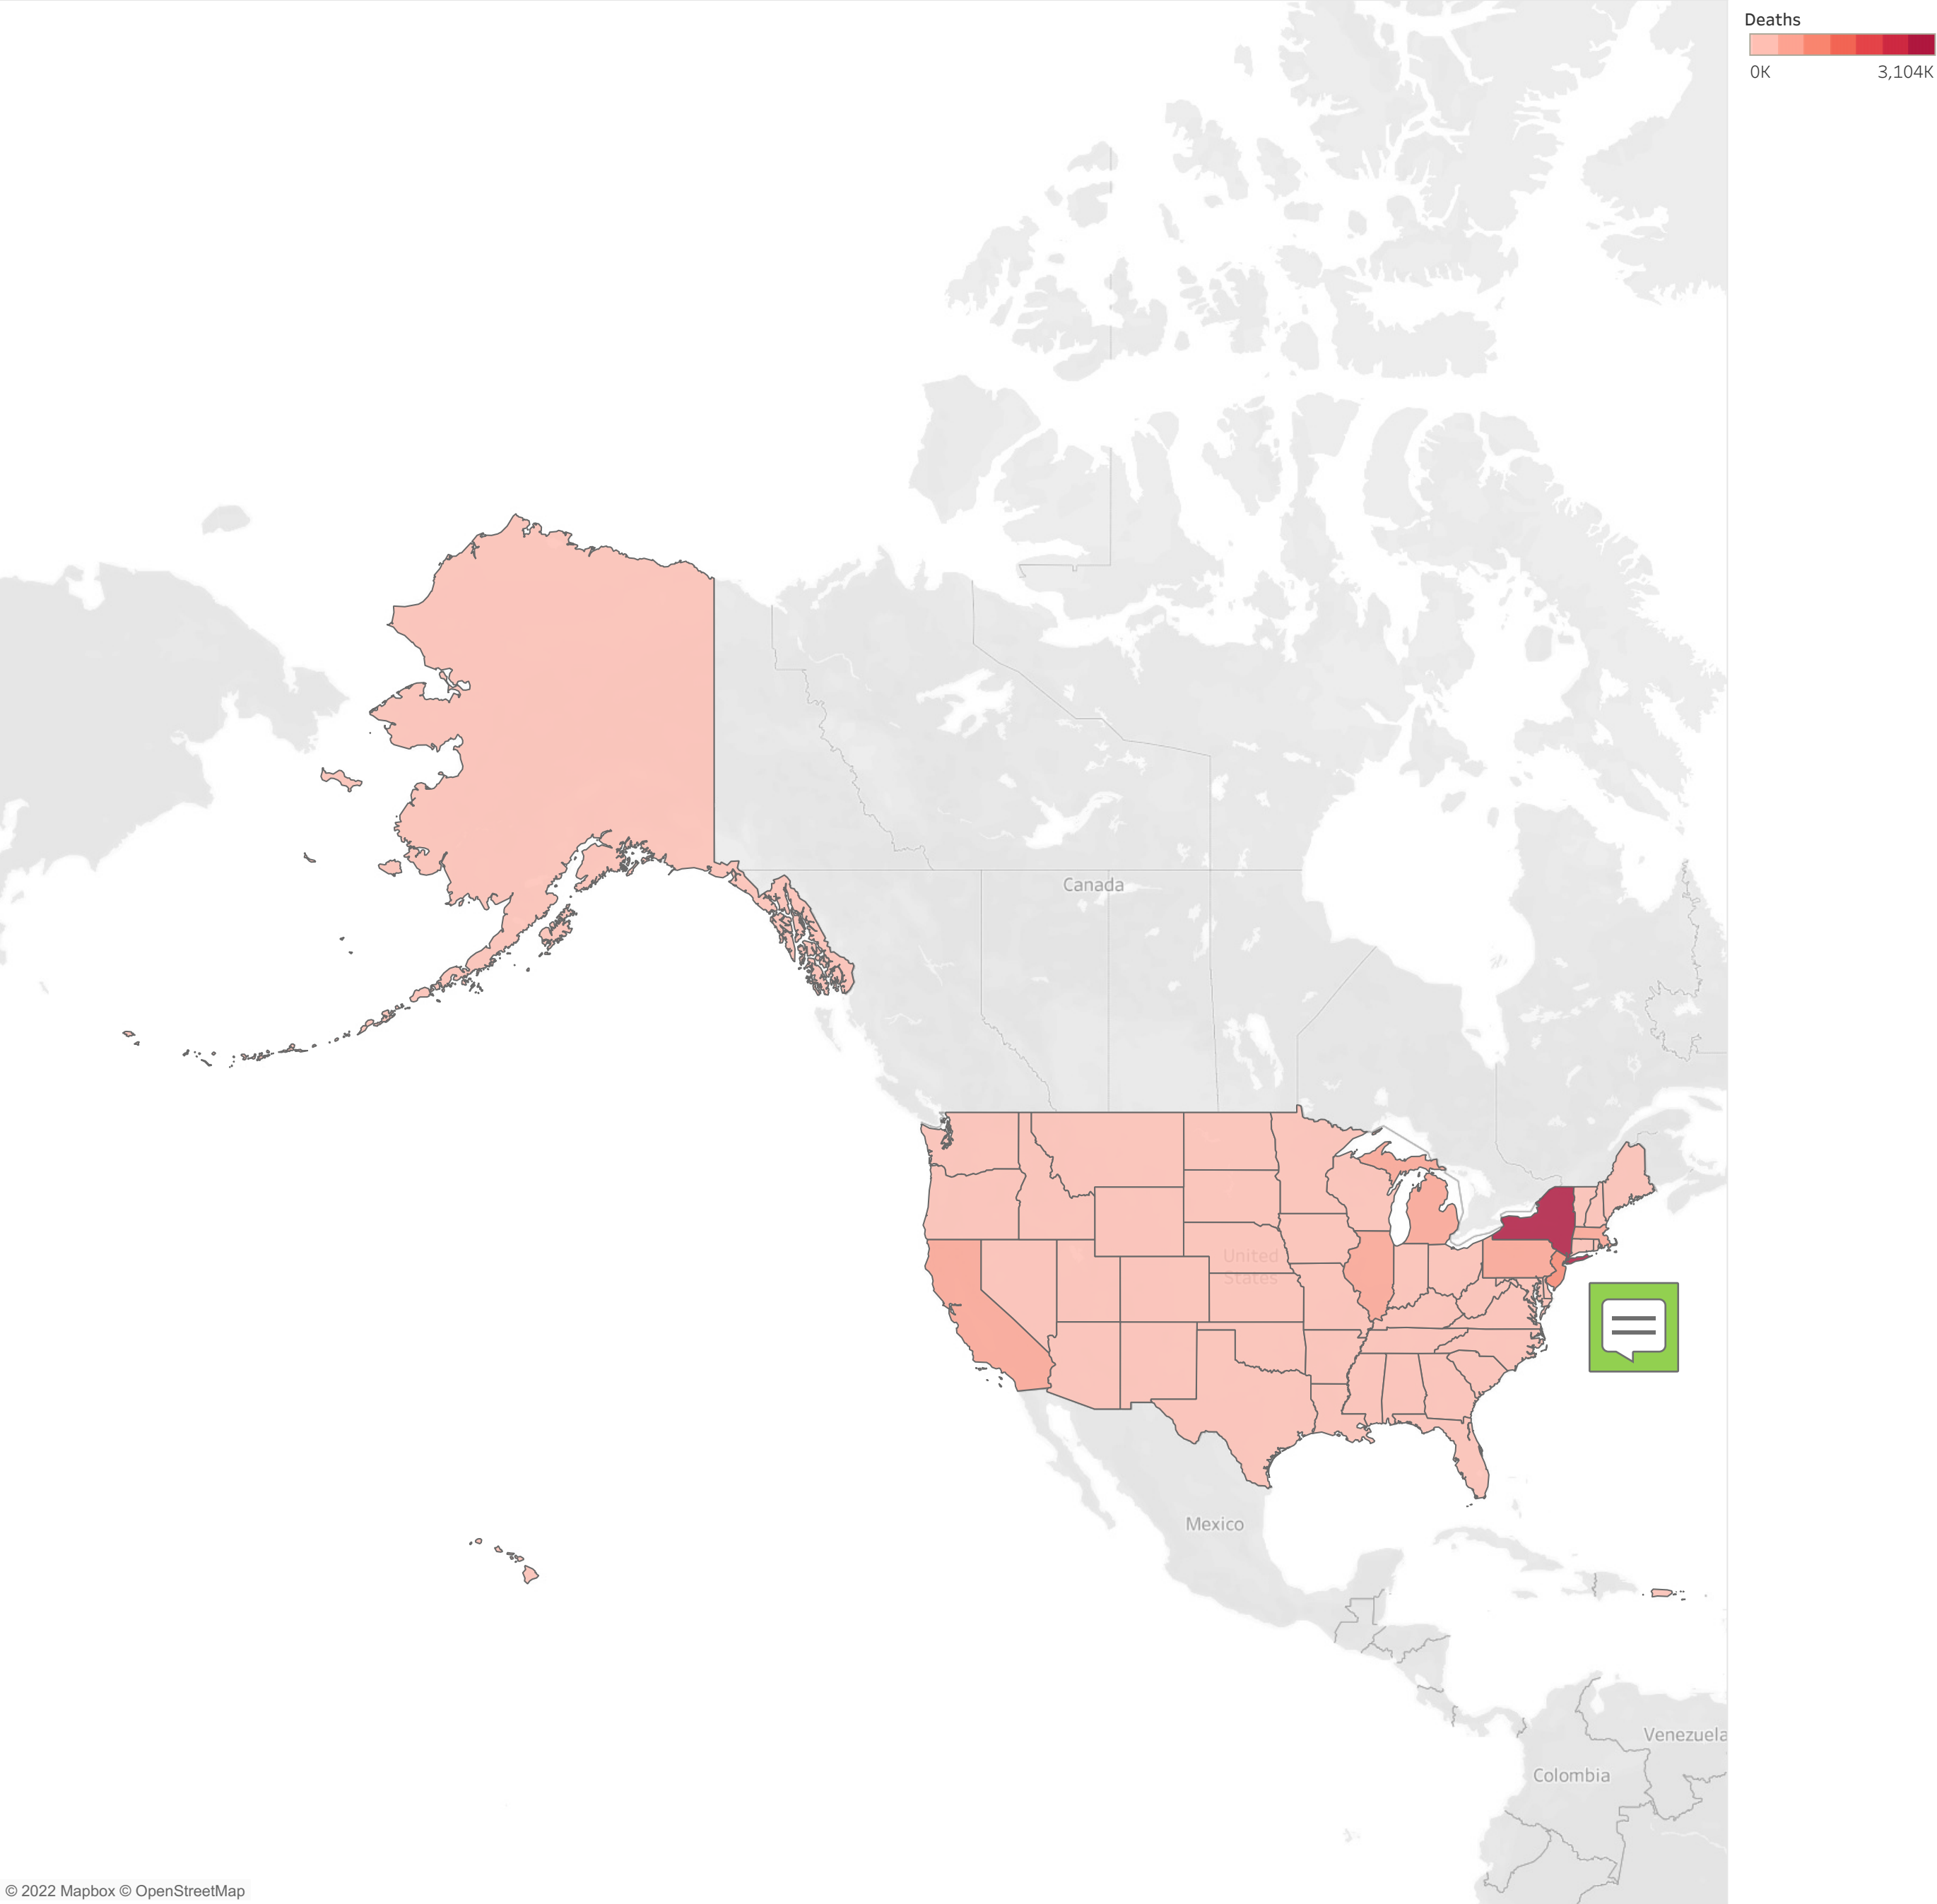 Deaths
0K 3,104K
Canada
United
States
Mexico
Venezuela
Colombia
© 2022 Mapbox © OpenStreetMap